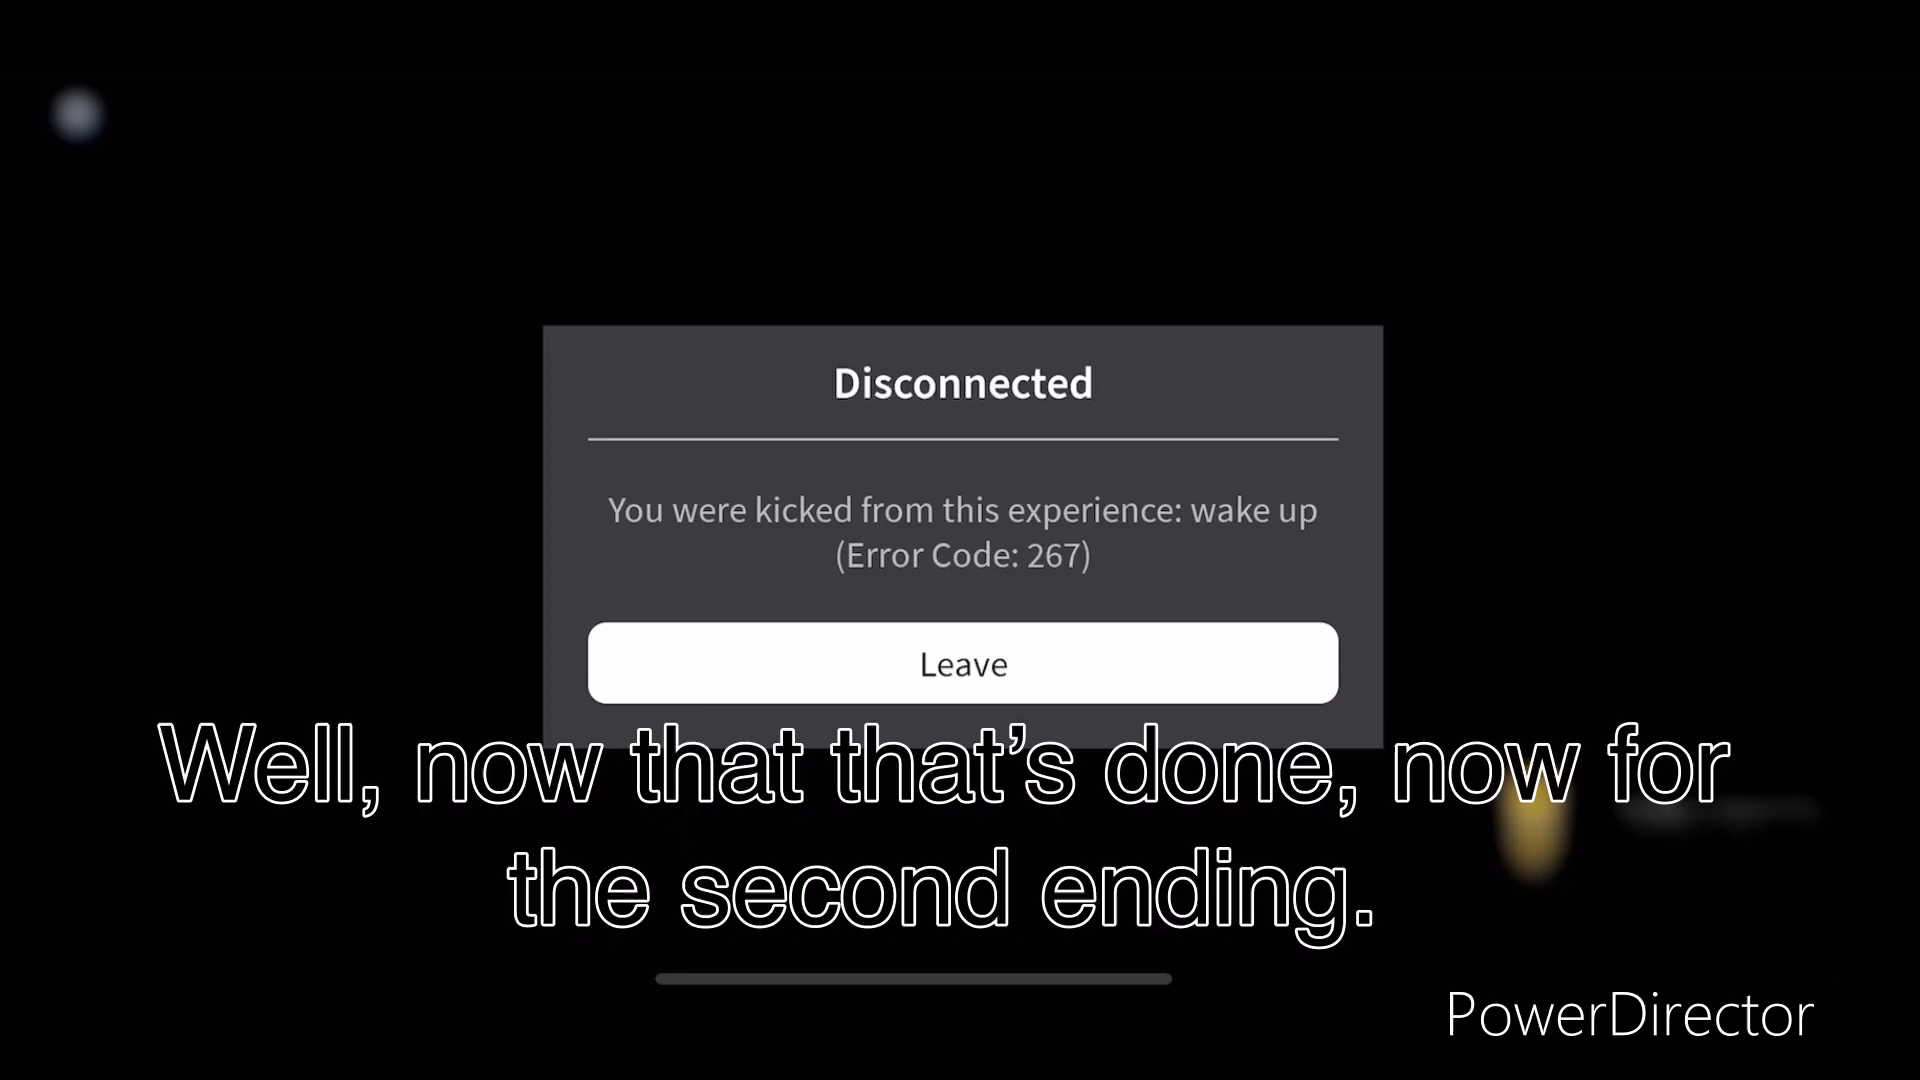 Disconnected
You were kicked from this experience: wake up
(Error Code: 267)
Leave
Well, now that that’s done, now for
the second ending.
PowerDirector